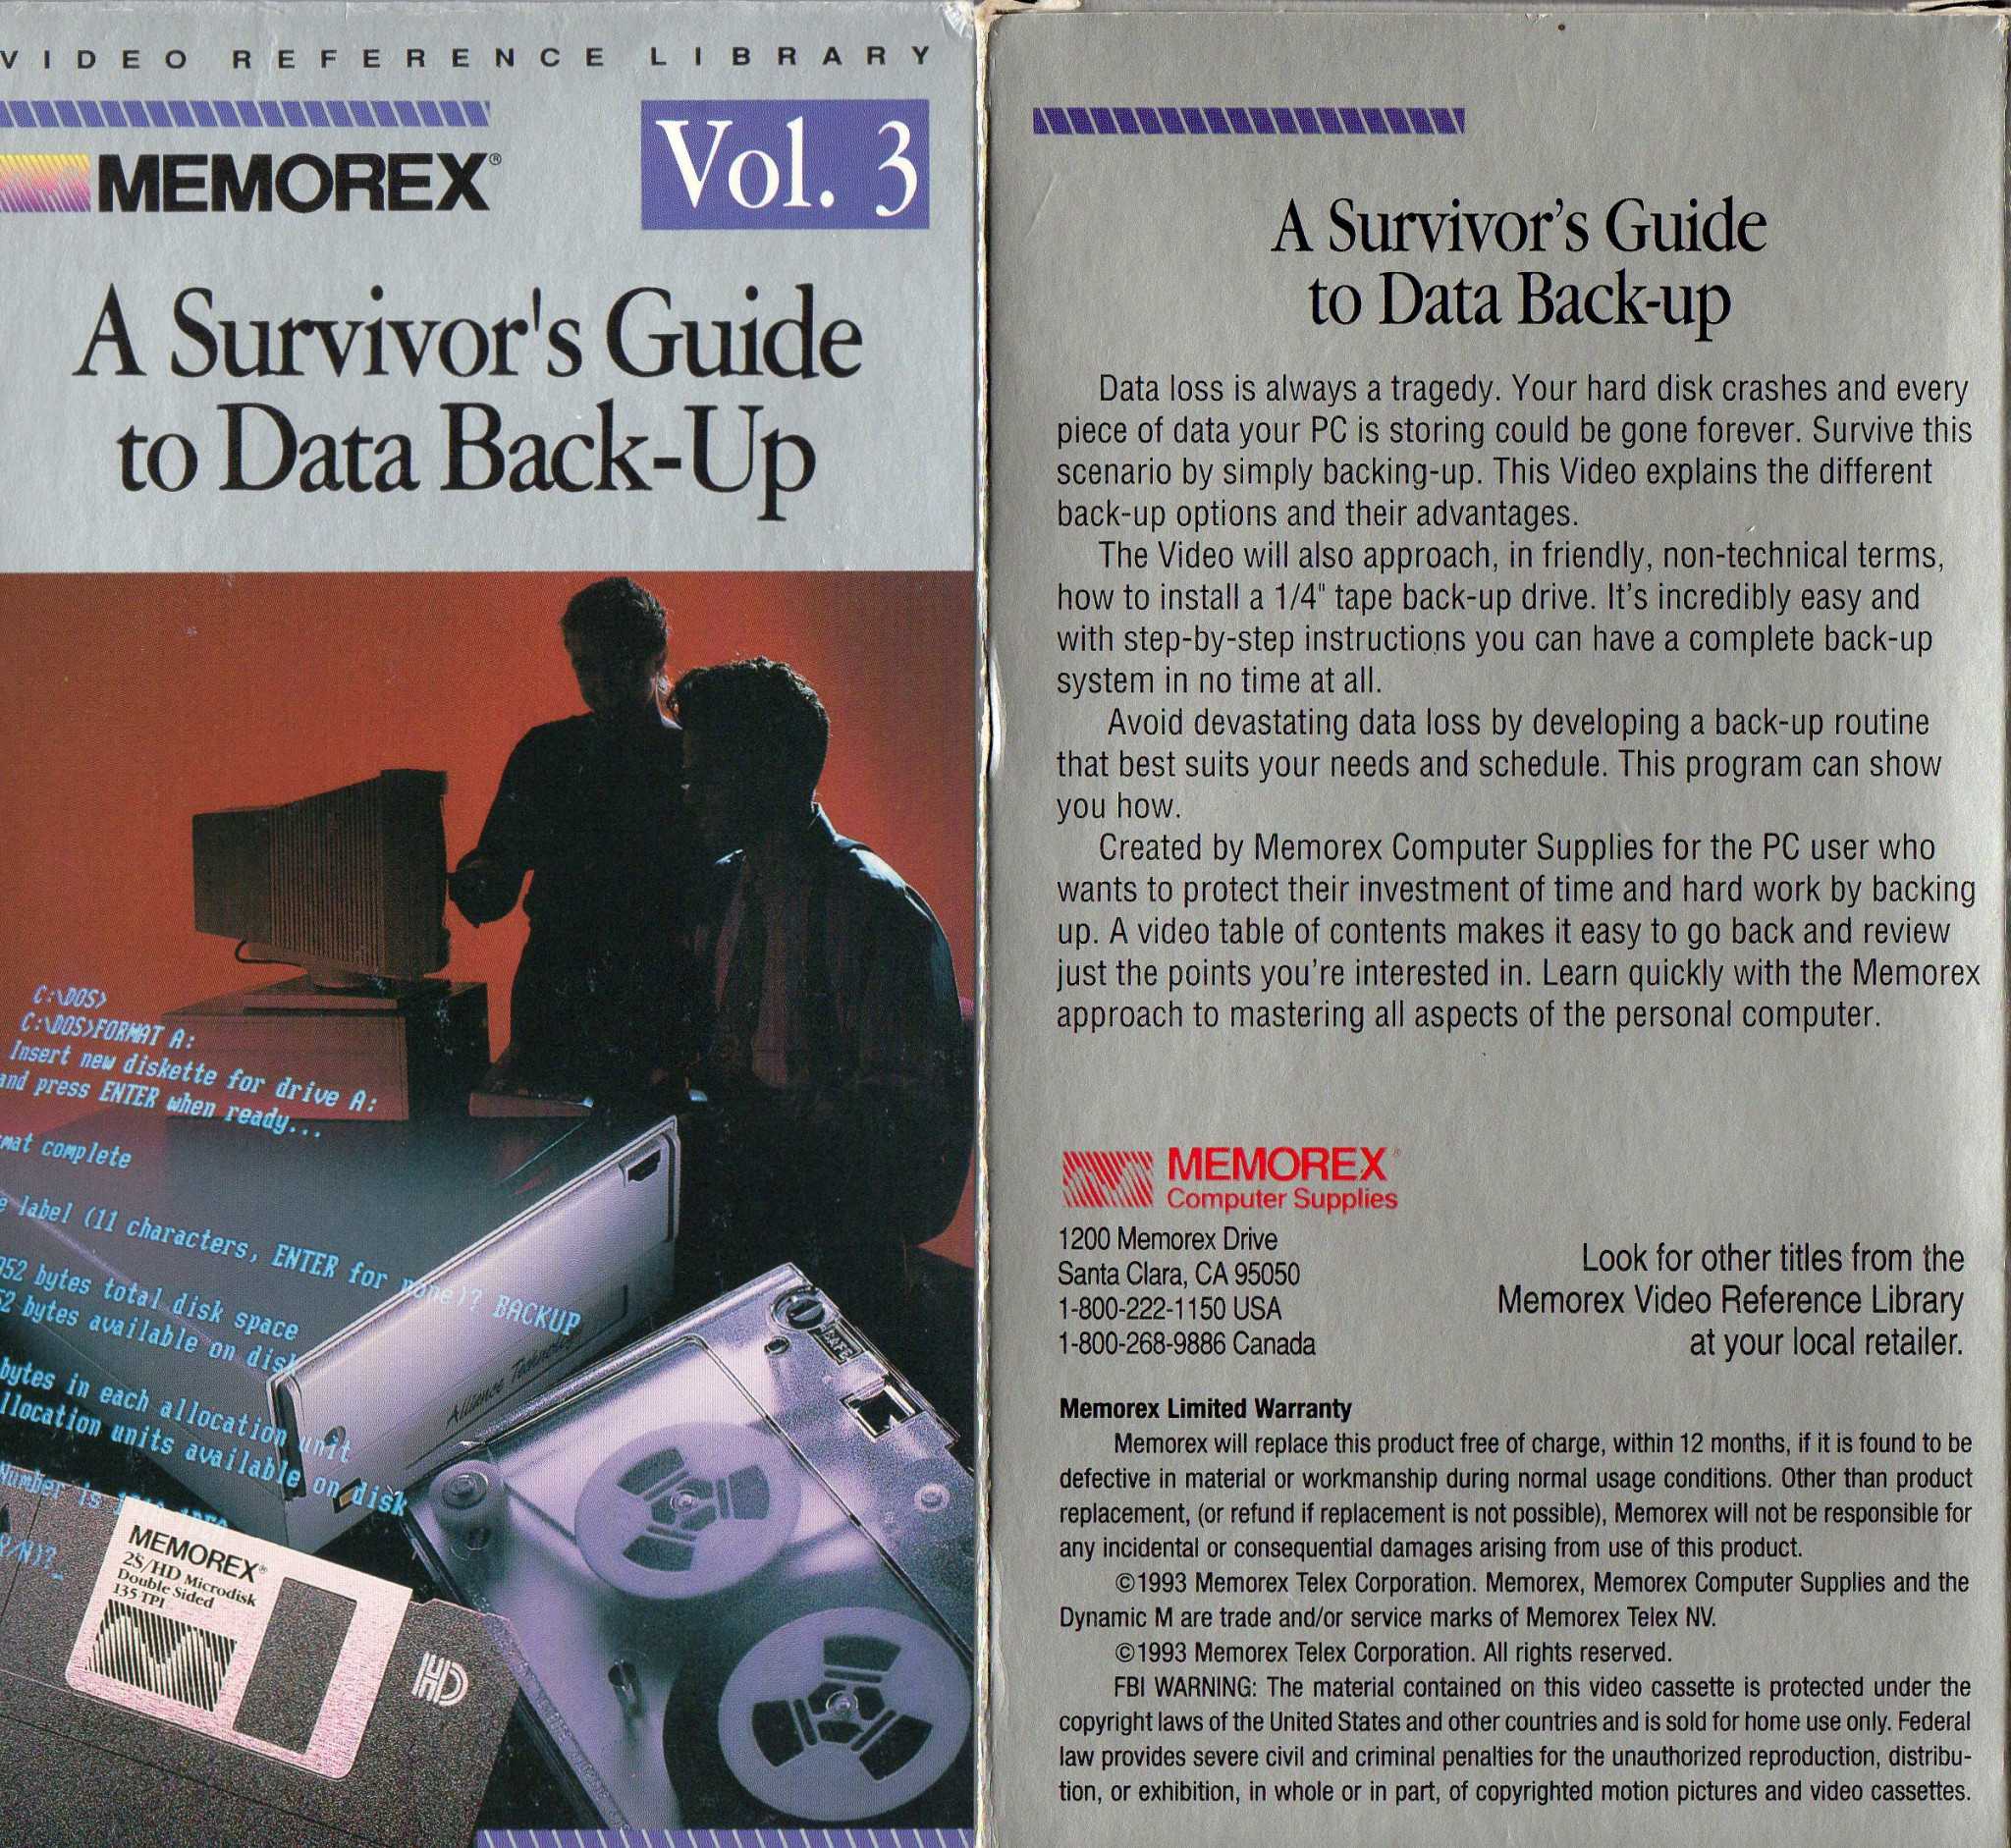 VIDEO REFERENCE LIBRARY
MEMOREX®
Vol. 3
A Survivor's Guide
to Data Back-Up
C:\DOS>
C:\DOS>FORMAT A:
Insert new diskette for drive A:
and press ENTER when ready...
mat complete
e label (11 characters, ENTER for none)? BACKUP
952 bytes total disk space
52 bytes available on disk
bytes in each allocation unit
llocation units available on disk
Number is
Y/N)?_
Alliance Technology
SAFE
MEMOREX®
2S/HD Microdisk
Double Sided
135 TPI
HD
A Survivor’s Guide
to Data Back-up
Data loss is always a tragedy. Your hard disk crashes and every
piece of data your PC is storing could be gone forever. Survive this
scenario by simply backing-up. This Video explains the different
back-up options and their advantages.
The Video will also approach, in friendly, non-technical terms,
how to install a 1/4" tape back-up drive. It’s incredibly easy and
with step-by-step instructions you can have a complete back-up
system in no time at all.
Avoid devastating data loss by developing a back-up routine
that best suits your needs and schedule. This program can show
you how.
Created by Memorex Computer Supplies for the PC user who
wants to protect their investment of time and hard work by backing
up. A video table of contents makes it easy to go back and review
just the points you’re interested in. Learn quickly with the Memorex
approach to mastering all aspects of the personal computer.
MEMOREX®
Computer Supplies
1200 Memorex Drive
Santa Clara, CA 95050
1-800-222-1150 USA
1-800-268-9886 Canada
Look for other titles from the
Memorex Video Reference Library
at your local retailer.
Memorex Limited Warranty
Memorex will replace this product free of charge, within 12 months, if it is found to be
defective in material or workmanship during normal usage conditions. Other than product
replacement, (or refund if replacement is not possible), Memorex will not be responsible for
any incidental or consequential damages arising from use of this product.
©1993 Memorex Telex Corporation. Memorex, Memorex Computer Supplies and the
Dynamic M are trade and/or service marks of Memorex Telex NV.
©1993 Memorex Telex Corporation. All rights reserved.
FBI WARNING: The material contained on this video cassette is protected under the
copyright laws of the United States and other countries and is sold for home use only. Federal
law provides severe civil and criminal penalties for the unauthorized reproduction, distribu-
tion, or exhibition, in whole or in part, of copyrighted motion pictures and video cassettes.